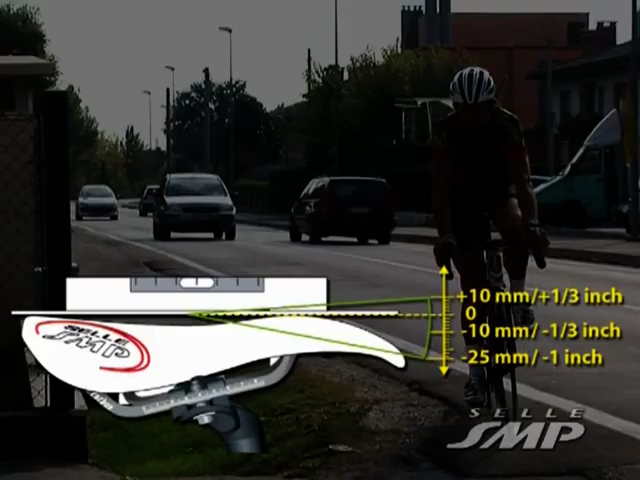 +10 mm/+1/3 inch
0
-10 mm/ -1/3 inch
-25 mm/ -1 inch
SELLE
SMP
SELLE
SMP